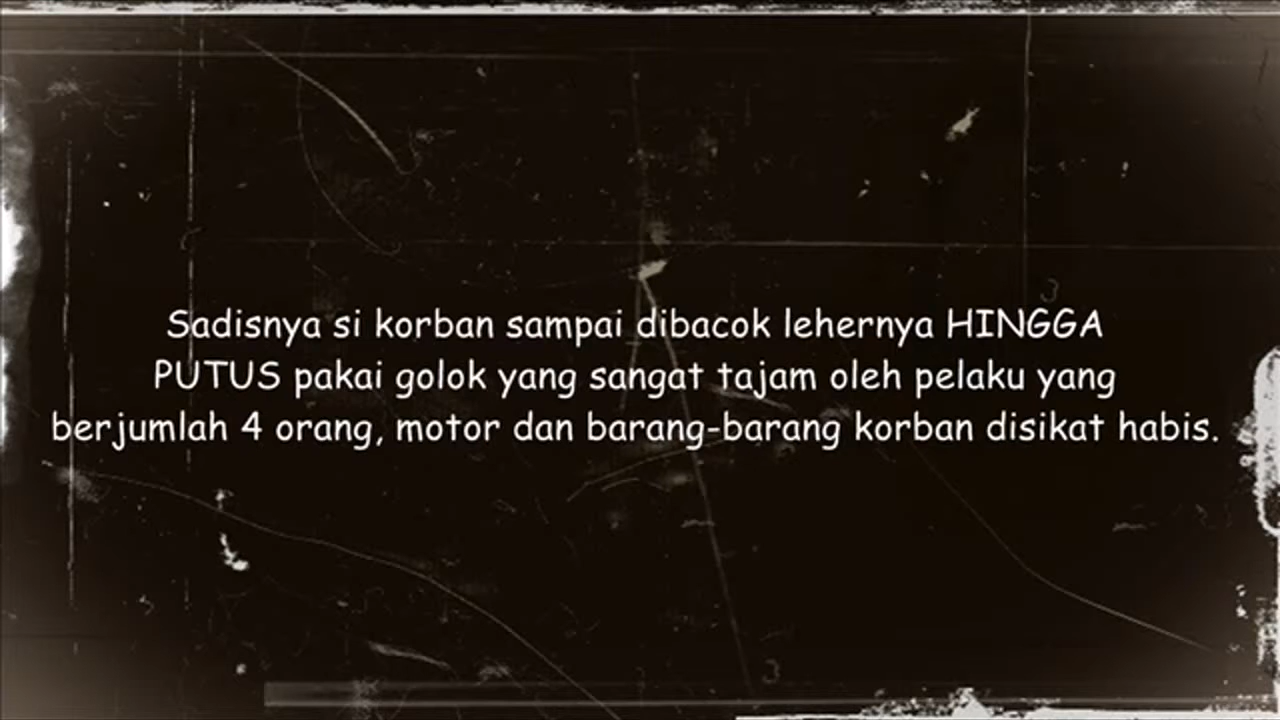 Sadisnya si korban sampai dibacok lehernya HINGGA
PUTUS pakai golok yang sangat tajam oleh pelaku yang
berjumlah 4 orang, motor dan barang-barang korban disikat habis.